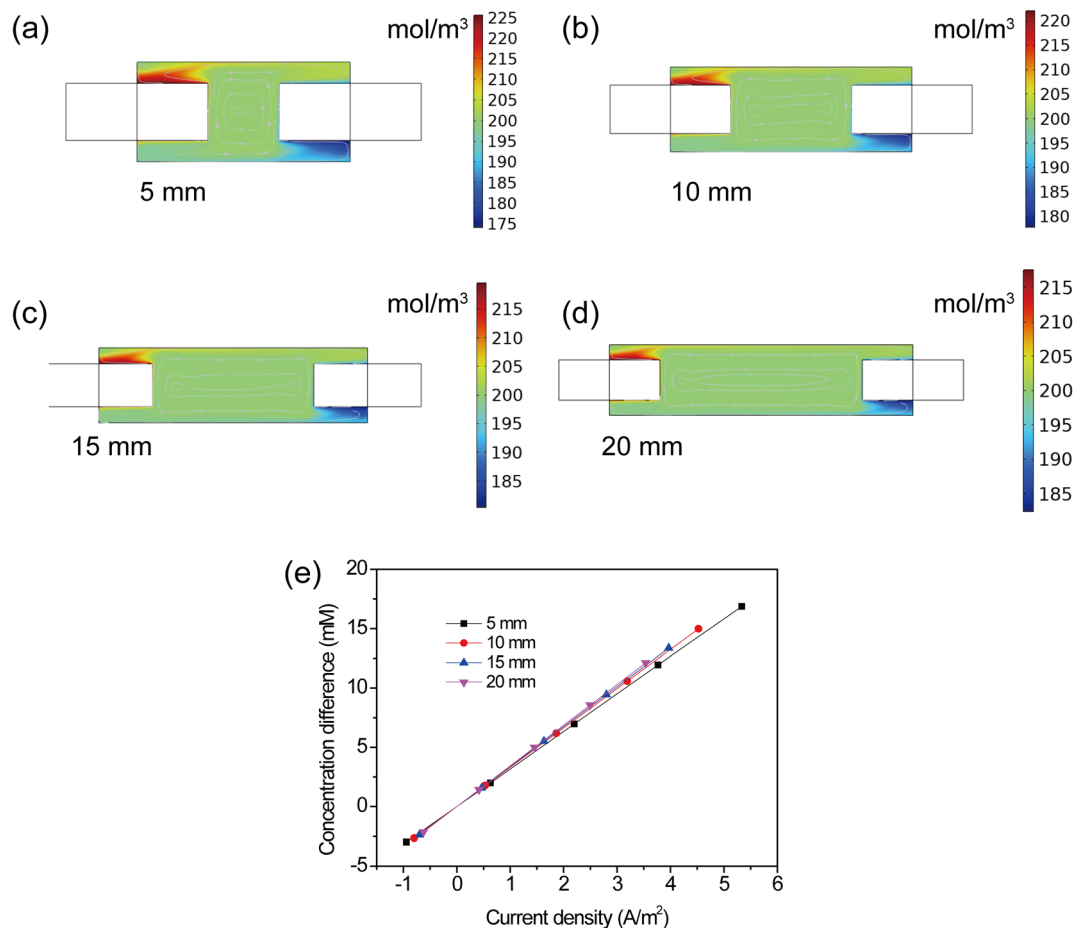 (a)
mol/m³
225
220
215
210
205
200
195
190
185
180
175
5 mm
(b)
mol/m³
220
215
210
205
200
195
190
185
180
10 mm
(c)
mol/m³
215
210
205
200
195
190
185
15 mm
(d)
mol/m³
215
210
205
200
195
190
185
20 mm
(e)
Concentration difference (mM)
20
15
10
5
0
-5
5 mm
10 mm
15 mm
20 mm
-1 0 1 2 3 4 5 6
Current density (A/m²)